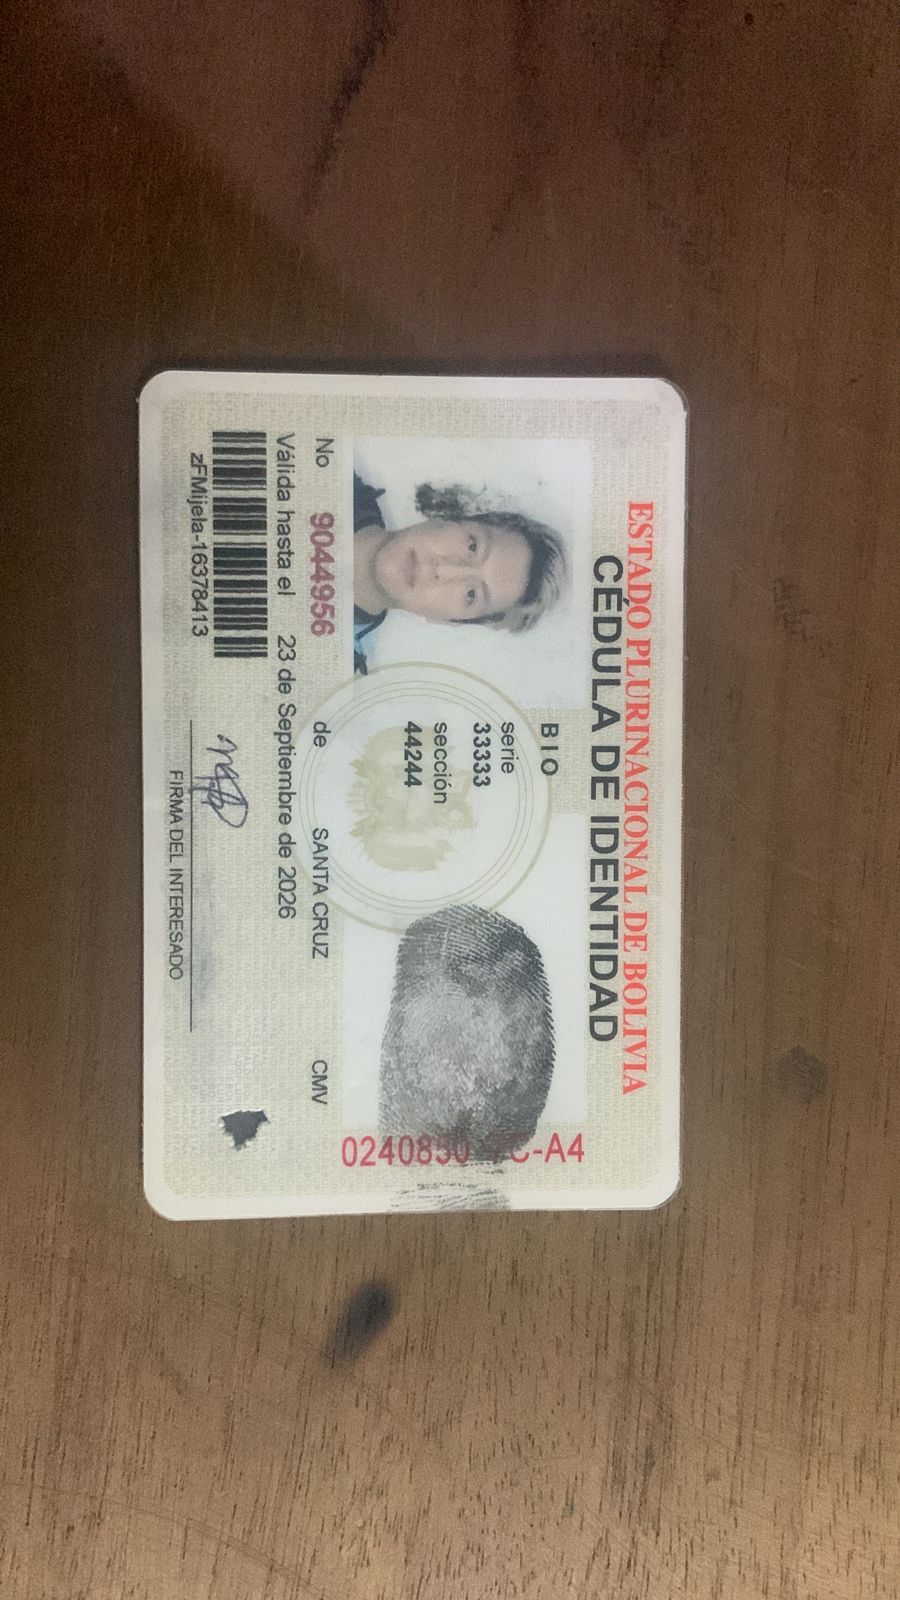 ESTADO PLURINACIONAL DE BOLIVIA
CÉDULA DE IDENTIDAD
BIO
serie
33333
sección
44244
0240850 7C-A4
No 9044956 de SANTA CRUZ CMV
Válida hasta el 23 de Septiembre de 2026
zFMijela-16378413
FIRMA DEL INTERESADO